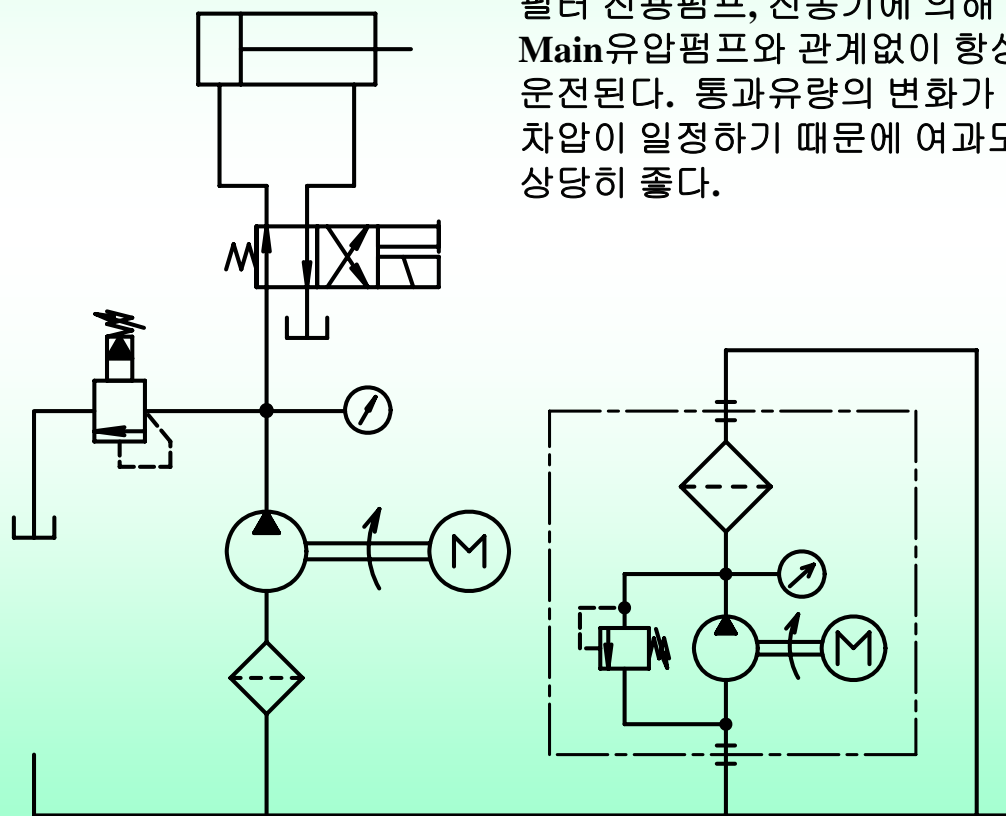 필터 전용펌프, 전동기에 의해
Main유압펌프와 관계없이 항상
운전된다. 통과유량의 변화가
차압이 일정하기 때문에 여과도
상당히 좋다.
M
M